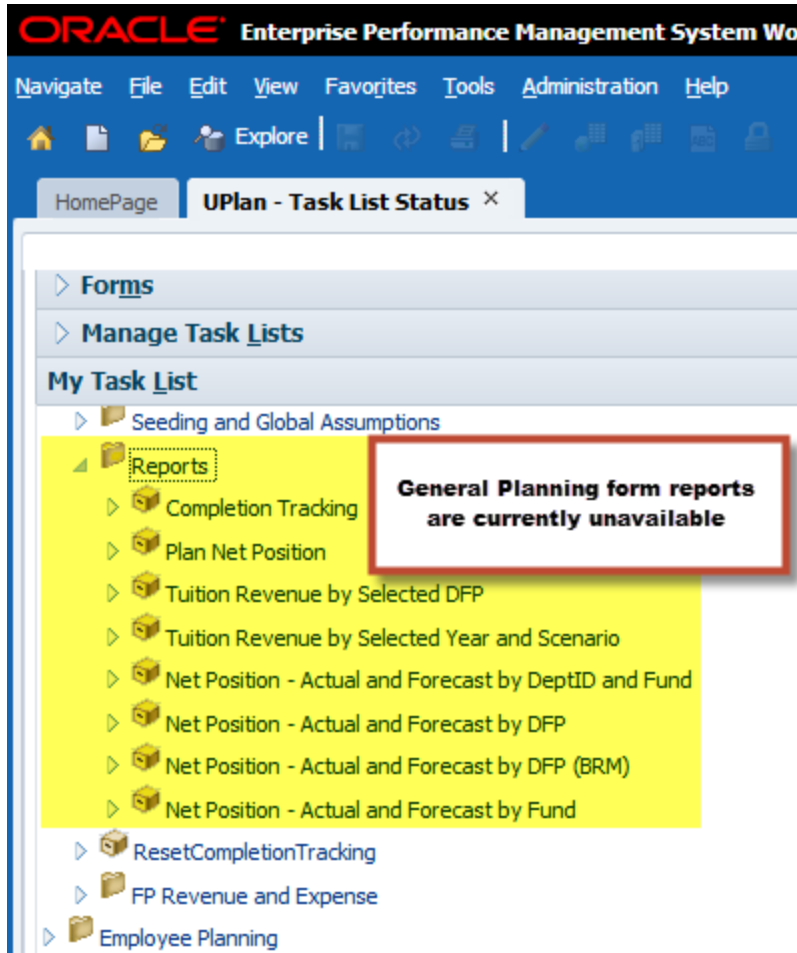 ORACLE Enterprise Performance Management System Wo
Navigate File Edit View Favorites Tools Administration Help
Explore
HomePage UPlan - Task List Status ×
Forms
Manage Task Lists
My Task List
Seeding and Global Assumptions
Reports
General Planning form reports
are currently unavailable
Completion Tracking
Plan Net Position
Tuition Revenue by Selected DFP
Tuition Revenue by Selected Year and Scenario
Net Position - Actual and Forecast by DeptID and Fund
Net Position - Actual and Forecast by DFP
Net Position - Actual and Forecast by DFP (BRM)
Net Position - Actual and Forecast by Fund
ResetCompletionTracking
FP Revenue and Expense
Employee Planning